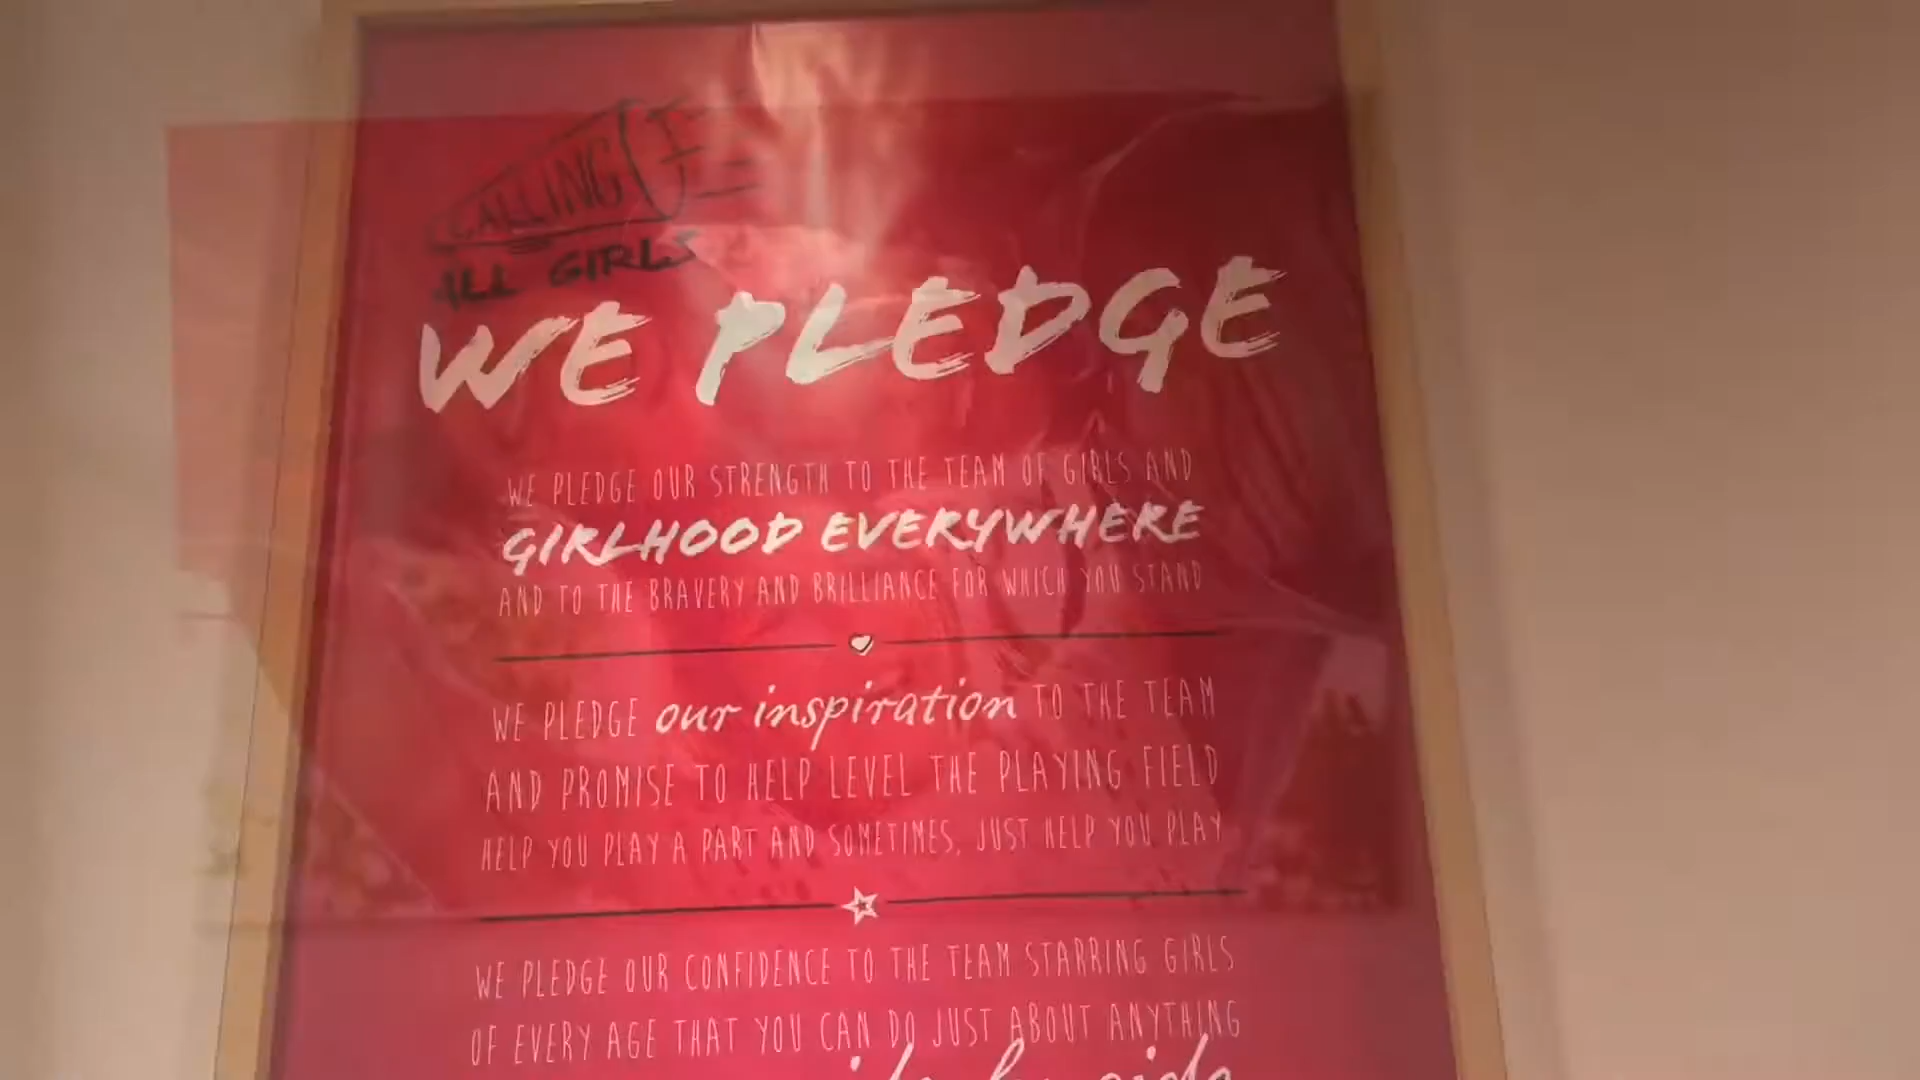 CALLING
ALL GIRLS
WE PLEDGE
WE PLEDGE OUR STRENGTH TO THE TEAM OF GIRLS AND
GIRLHOOD EVERYWHERE
AND TO THE BRAVERY AND BRILLIANCE FOR WHICH YOU STAND
WE PLEDGE our inspiration TO THE TEAM
AND PROMISE TO HELP LEVEL THE PLAYING FIELD
HELP YOU PLAY A PART AND SOMETIMES, JUST HELP YOU PLAY
WE PLEDGE OUR CONFIDENCE TO THE TEAM STARRING GIRLS
OF EVERY AGE THAT YOU CAN DO JUST ABOUT ANYTHING
side by side